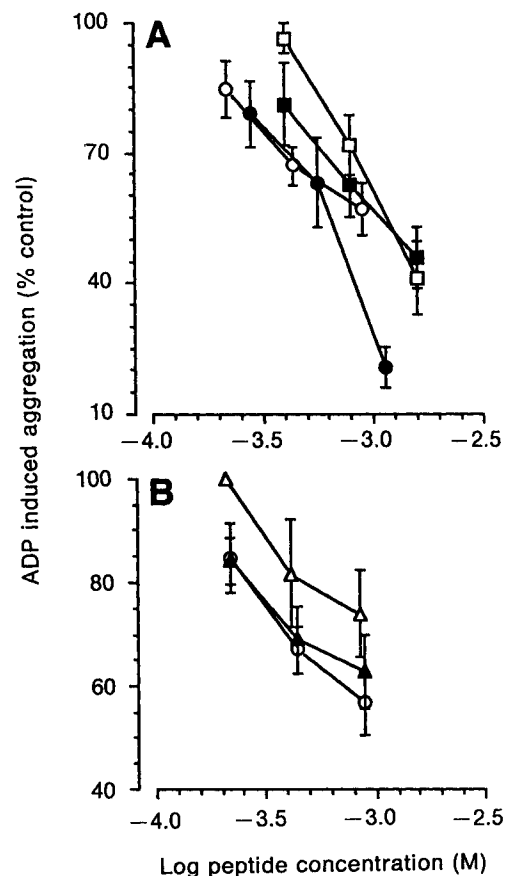 ADP induced aggregation (% control)
A
100
70
40
10
−4.0 −3.5 −3.0 −2.5
B
100
80
60
40
−4.0 −3.5 −3.0 −2.5
Log peptide concentration (M)